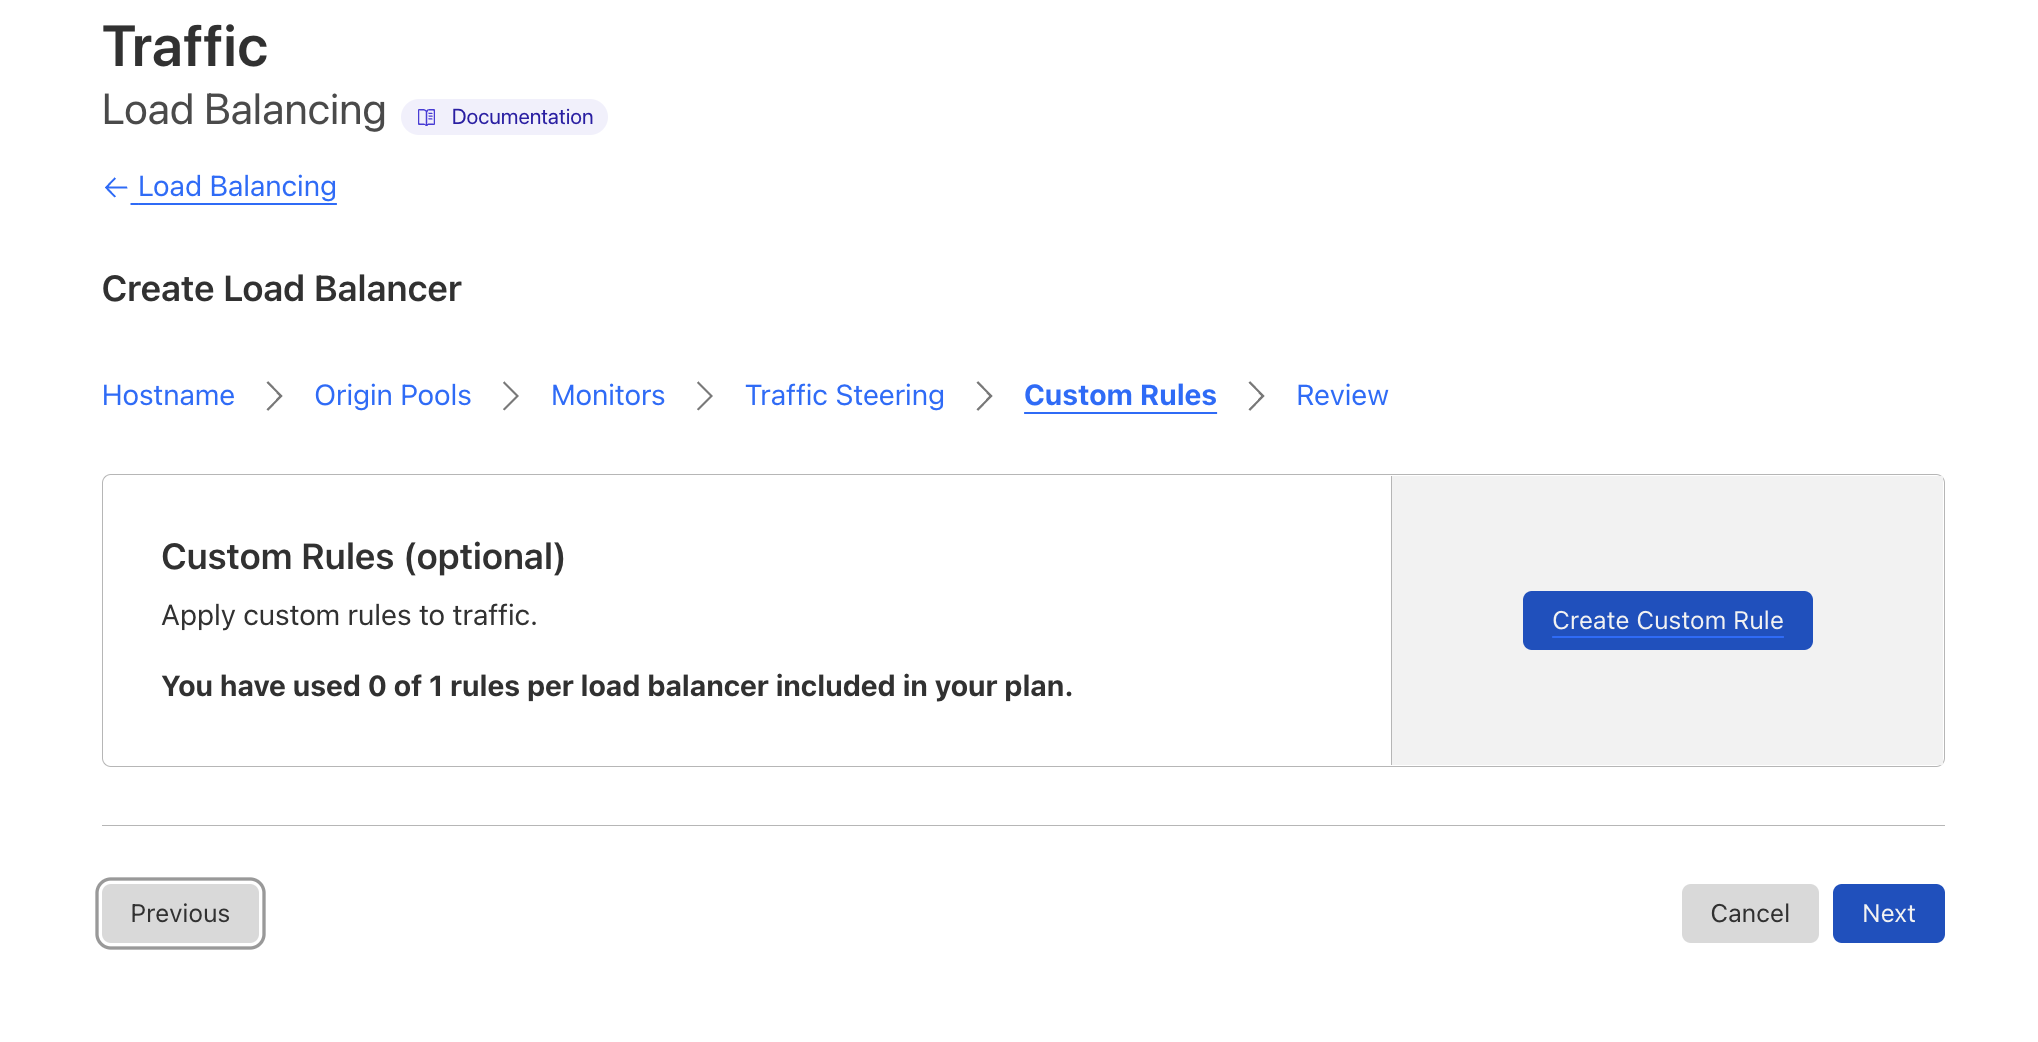 Traffic
Load Balancing Documentation
← Load Balancing
Create Load Balancer
Hostname > Origin Pools > Monitors > Traffic Steering > Custom Rules > Review
Custom Rules (optional)
Apply custom rules to traffic.
Create Custom Rule
You have used 0 of 1 rules per load balancer included in your plan.
Previous Cancel Next